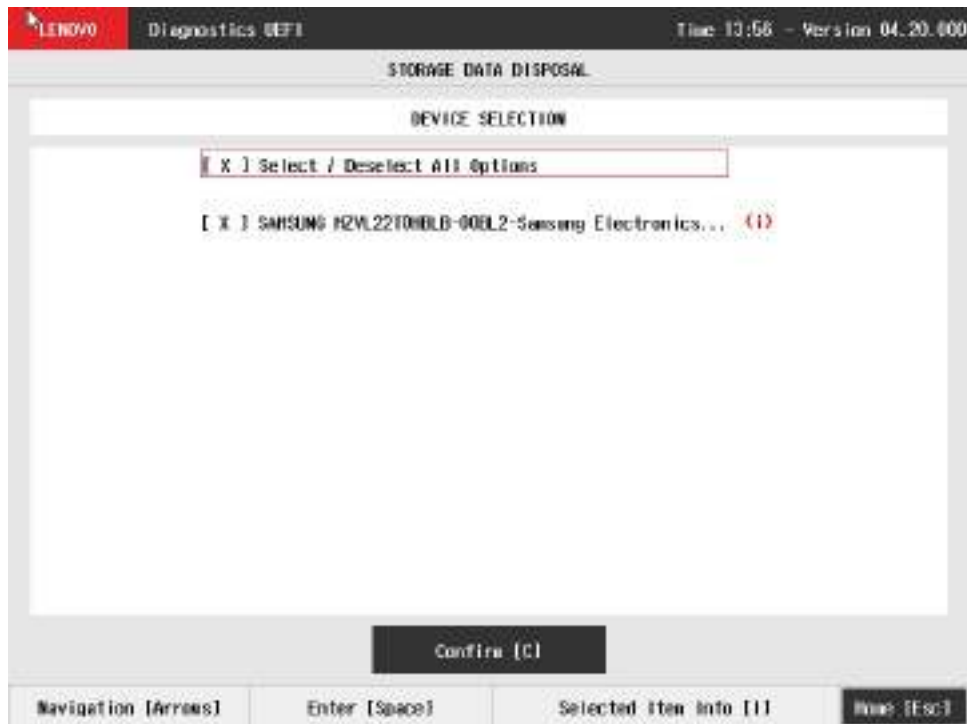 LENOVO Diagnostics UEFI Time 13:56 - Version 04.20.000
STORAGE DATA DISPOSAL
DEVICE SELECTION
[ X ] Select / Deselect All Options
[ X ] SAMSUNG MZVL22T0HBLB-00BL2-Samsung Electronics... (i)
Confirm [C]
Navigation [Arrows] Enter [Space] Selected Item Info [I] Home [Esc]